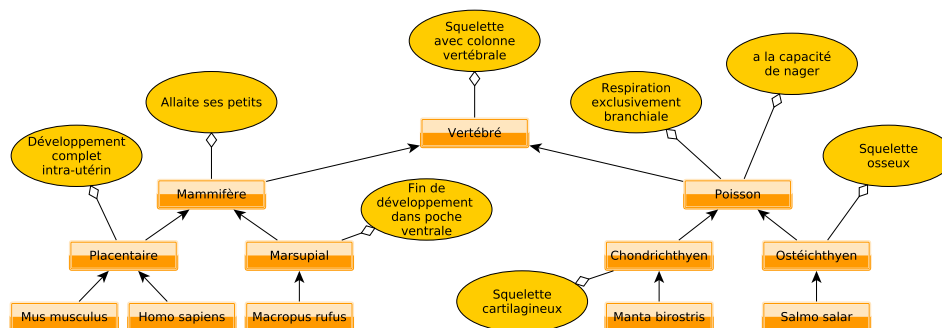 Squelette
avec colonne
vertébrale
a la capacité
de nager
Allaite ses petits
Respiration
exclusivement
branchiale
Vertébré
Développement
complet
intra-utérin
Squelette
osseux
Mammifère
Fin de
développement
dans poche
ventrale
Poisson
Placentaire
Marsupial
Chondrichthyen
Ostéichthyen
Squelette
cartilagineux
Mus musculus
Homo sapiens
Macropus rufus
Manta birostris
Salmo salar